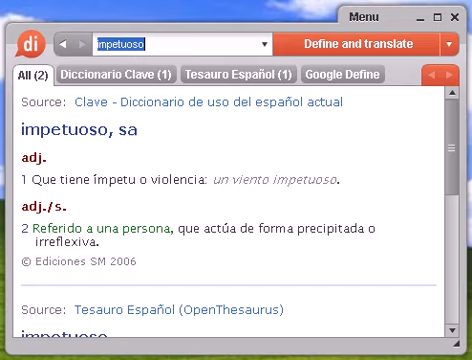 Menu
di
impetuoso
Define and translate
All (2)
Diccionario Clave (1)
Tesauro Español (1)
Google Define
Source: Clave - Diccionario de uso del español actual
impetuoso, sa
adj.
1 Que tiene ímpetu o violencia: un viento impetuoso.
adj./s.
2 Referido a una persona, que actúa de forma precipitada o
irreflexiva.
© Ediciones SM 2006
Source: Tesauro Español (OpenThesaurus)
impetuoso